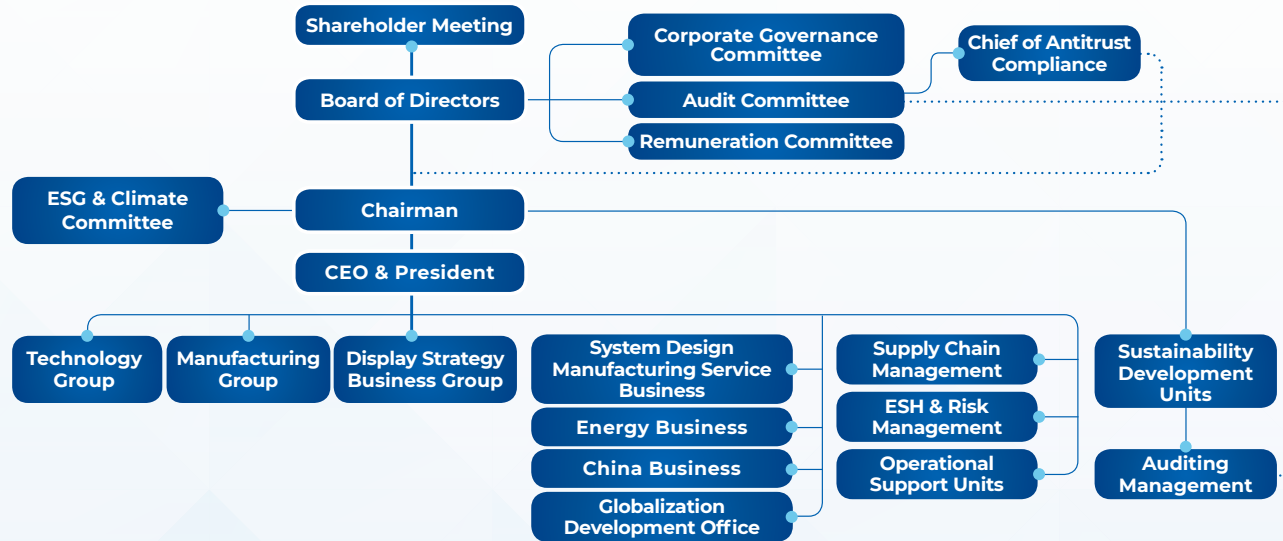 Shareholder Meeting
Board of Directors
Corporate Governance
Committee
Audit Committee
Remuneration Committee
Chief of Antitrust
Compliance
ESG & Climate
Committee
Chairman
CEO & President
Technology
Group
Manufacturing
Group
Display Strategy
Business Group
System Design
Manufacturing Service
Business
Energy Business
China Business
Globalization
Development Office
Supply Chain
Management
ESH & Risk
Management
Operational
Support Units
Sustainability
Development
Units
Auditing
Management